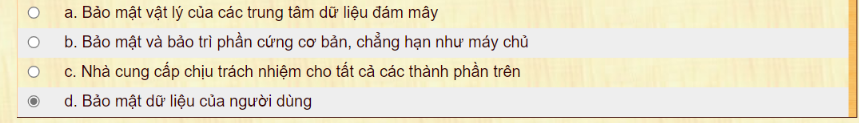 a. Bảo mật vật lý của các trung tâm dữ liệu đám mây
b. Bảo mật và bảo trì phần cứng cơ bản, chẳng hạn như máy chủ
c. Nhà cung cấp chịu trách nhiệm cho tất cả các thành phần trên
d. Bảo mật dữ liệu của người dùng